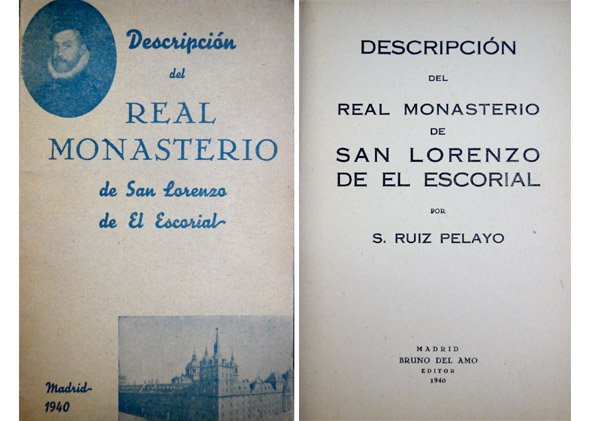 Descripción
del
REAL
MONASTERIO
de San Lorenzo
de El Escorial
Madrid
1940
DESCRIPCIÓN
DEL
REAL MONASTERIO
DE
SAN LORENZO
DE EL ESCORIAL
POR
S. RUIZ PELAYO
MADRID
BRUNO DEL AMO
EDITOR
1940